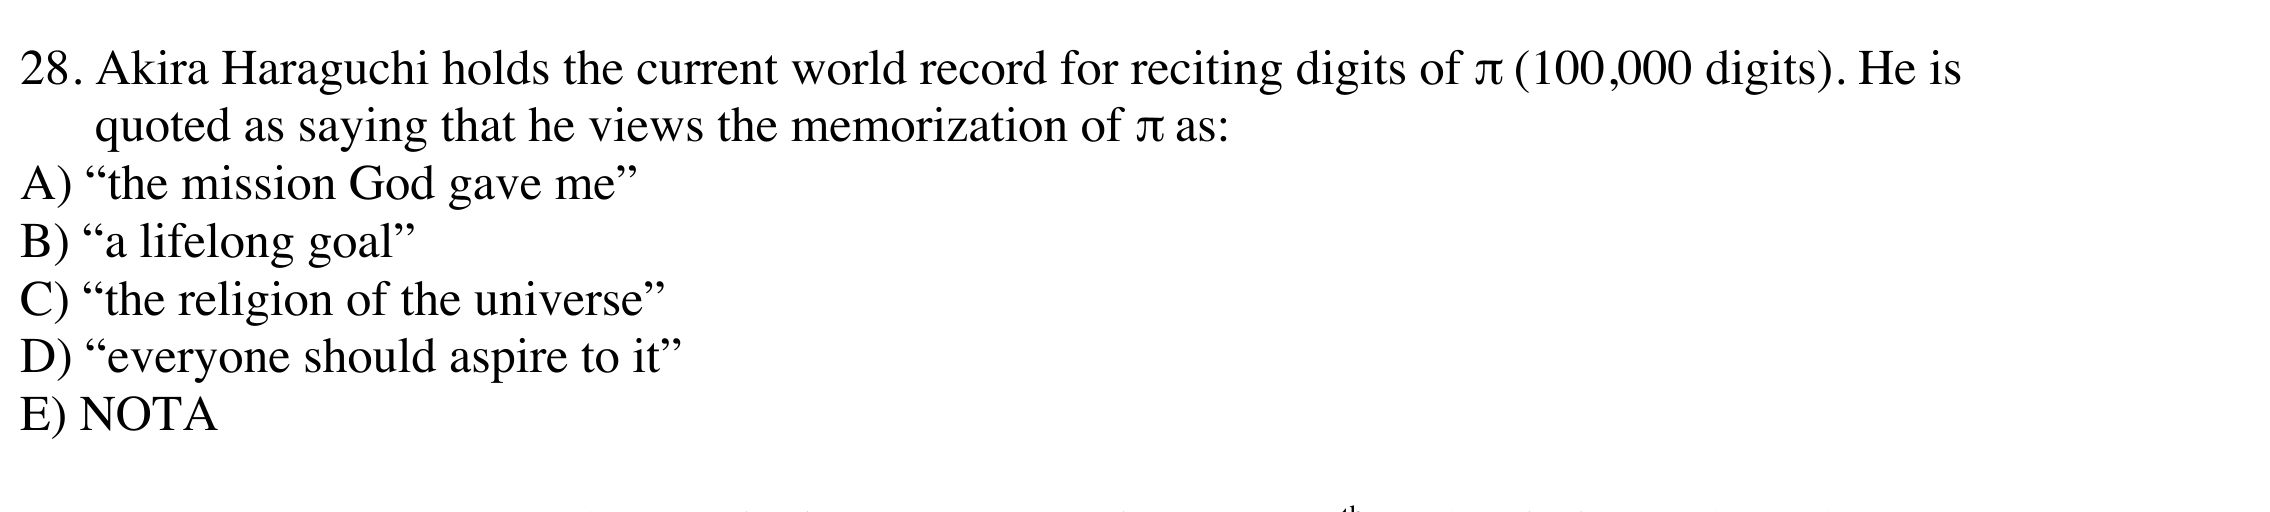 28. Akira Haraguchi holds the current world record for reciting digits of π (100,000 digits). He is
quoted as saying that he views the memorization of π as:
A) “the mission God gave me”
B) “a lifelong goal”
C) “the religion of the universe”
D) “everyone should aspire to it”
E) NOTA